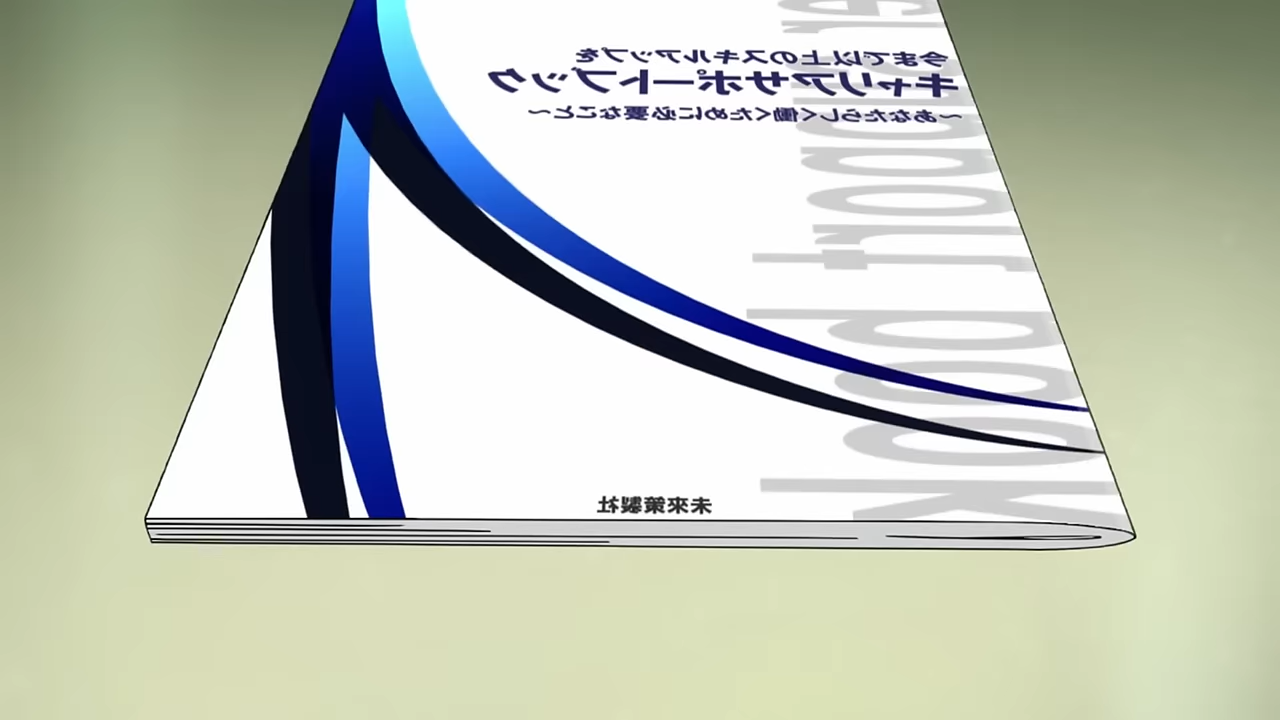 今まで以上のスキルアップを
キャリアサポートブック
～あなたらしく働くために必要なこと～
er support book
未来策製社